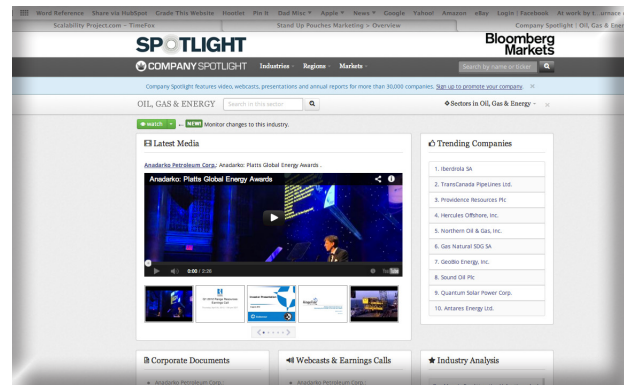 Word Reference Share via HubSpot Grade This Website Hootlet Pin It Dad Misc Apple News Google Yahoo! Amazon eBay Login | Facebook At work by t...urnace
Scalability Project.com ~ TimeFox
Stand Up Pouches Marketing > Overview
Company Spotlight | Oil, Gas & Ener
SPOTLIGHT
Bloomberg
Markets
COMPANY SPOTLIGHT Industries Regions Markets
Search by name or ticker
Company Spotlight features video, webcasts, presentations and annual reports for more than 30,000 companies. Sign up to promote your company.
OIL, GAS & ENERGY
Search in this sector
Sectors in Oil, Gas & Energy
watch
NEW! Monitor changes to this industry.
Latest Media
Anadarko Petroleum Corp.: Anadarko: Platts Global Energy Awards .
Anadarko: Platts Global Energy Awards
0:00 / 2:20
YouTube
Trending Companies
1. Iberdrola SA
2. TransCanada PipeLines Ltd.
3. Providence Resources Plc
4. Hercules Offshore, Inc.
5. Northern Oil & Gas, Inc.
6. Gas Natural SDG SA
7. GeoBio Energy, Inc.
8. Sound Oil Plc
9. Quantum Solar Power Corp.
10. Antares Energy Ltd.
Corporate Documents
Webcasts & Earnings Calls
Industry Analysis
Anadarko Petroleum Corp.:
Anadarko Petroleum Corp.: